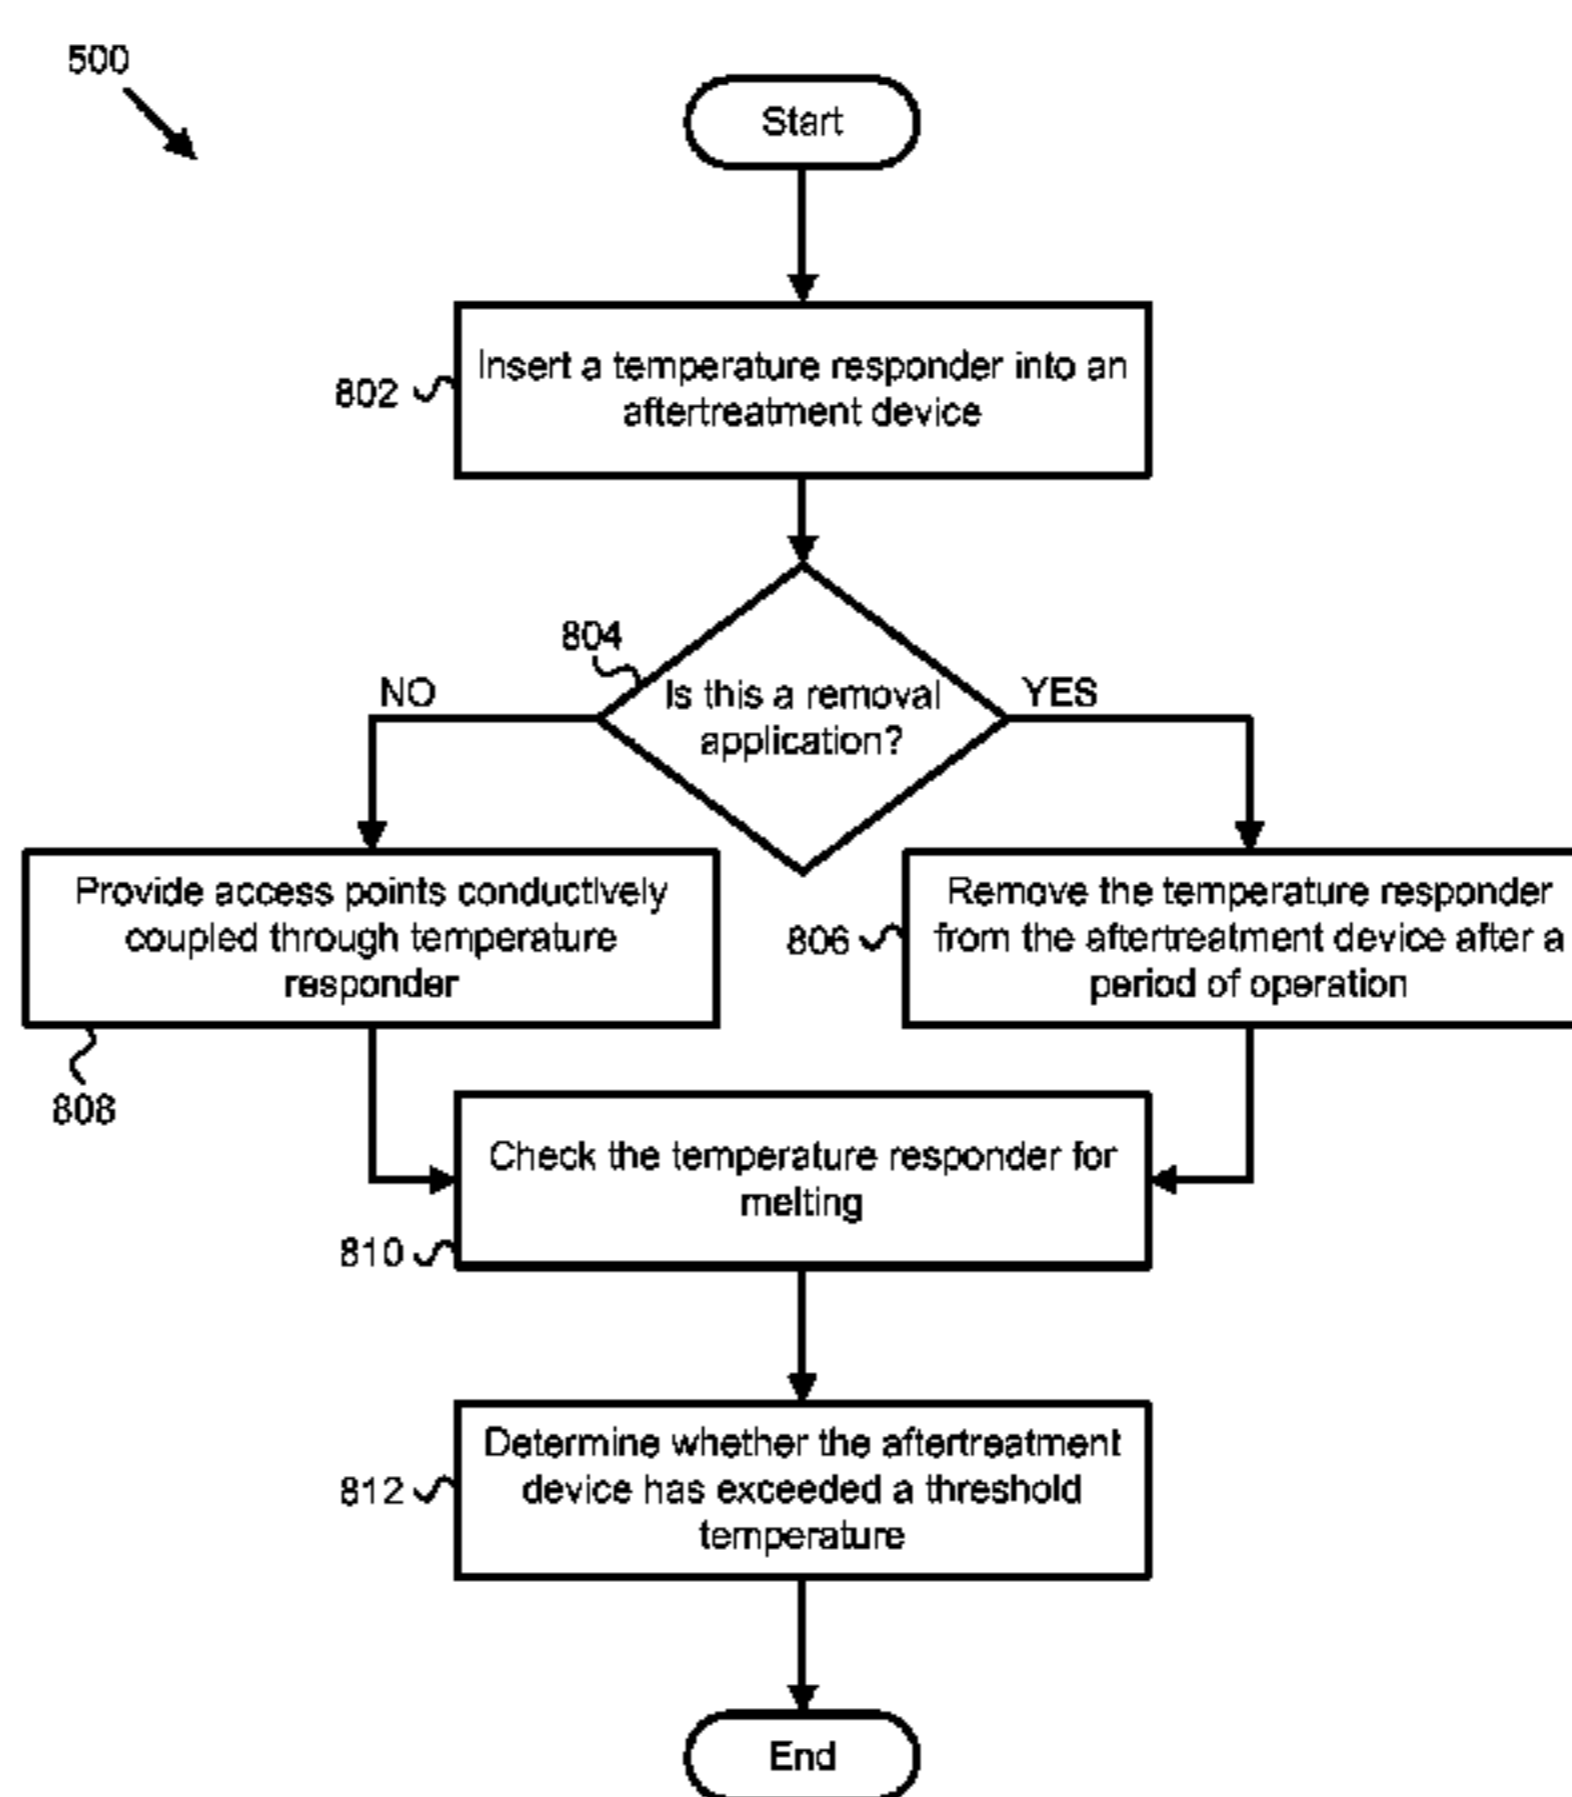 500
Start
802
Insert a temperature responder into an
aftertreatment device
804
Is this a removal
application?
NO
YES
Provide access points conductively
coupled through temperature
responder
808
806
Remove the temperature responder
from the aftertreatment device after a
period of operation
Check the temperature responder for
melting
810
Determine whether the aftertreatment
device has exceeded a threshold
temperature
812
End